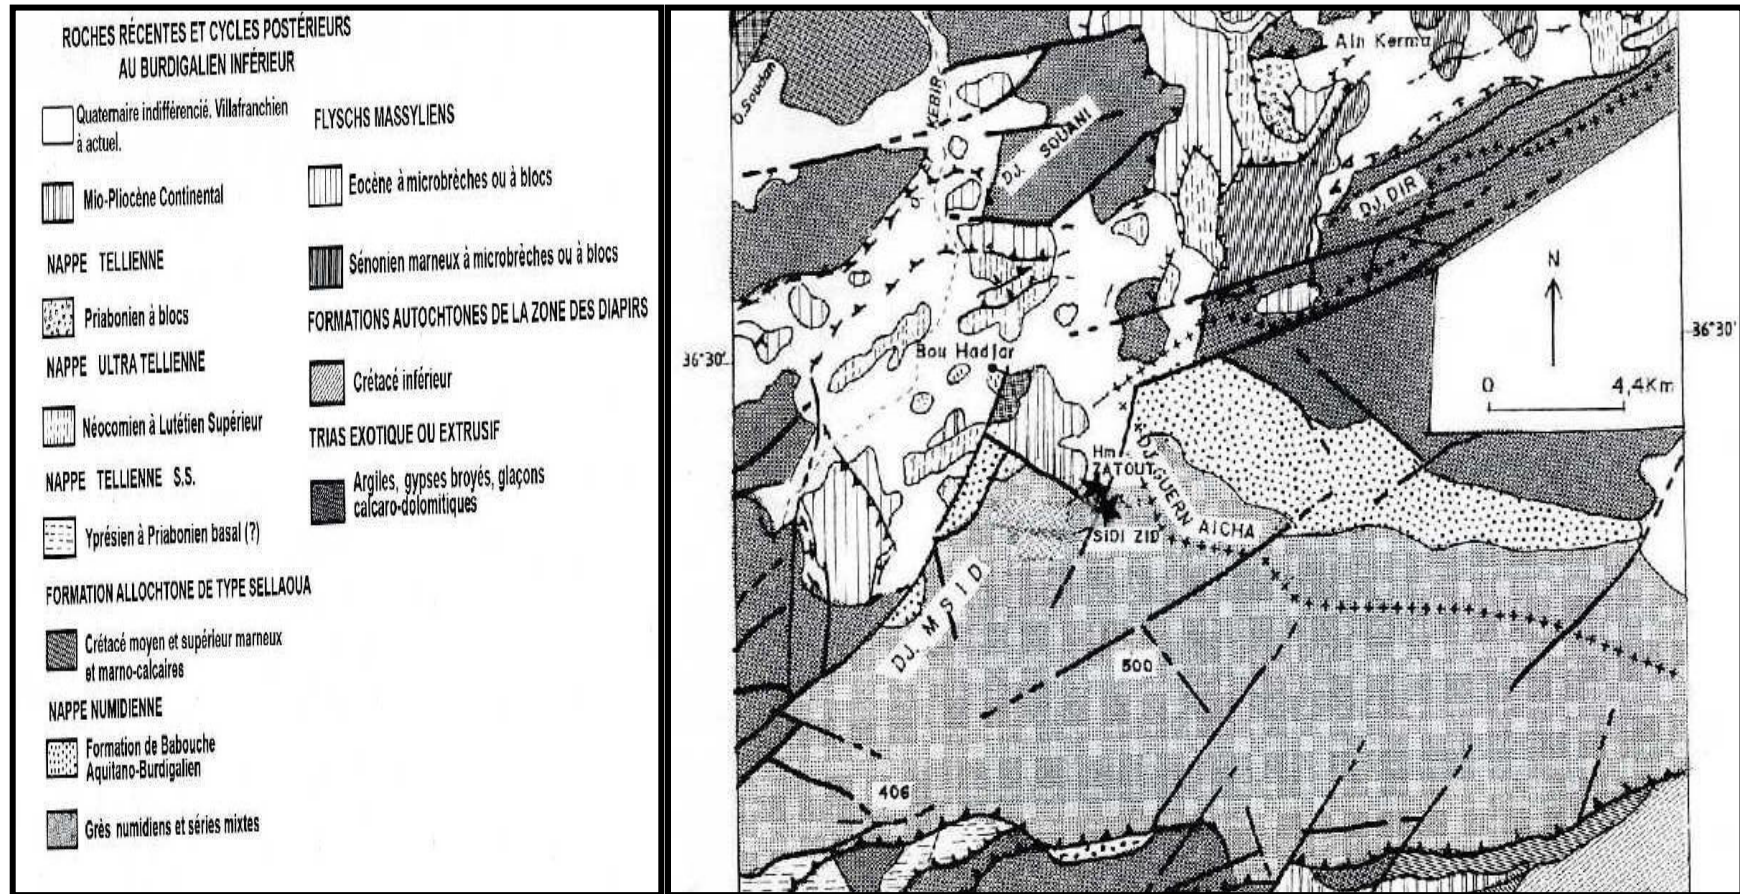 ROCHES RÉCENTES ET CYCLES POSTÉRIEURS
AU BURDIGALIEN INFÉRIEUR
Quaternaire indifférencié. Villafranchien
à actuel.
Mio-Pliocène Continental
NAPPE TELLIENNE
Priabonien à blocs
NAPPE ULTRA TELLIENNE
Néocomien à Lutétien Supérieur
NAPPE TELLIENNE S.S.
Yprésien à Priabonien basal (?)
FORMATION ALLOCHTONE DE TYPE SELLAOUA
Crétacé moyen et supérieur marneux
et marno-calcaires
NAPPE NUMIDIENNE
Formation de Babouche
Aquitano-Burdigalien
Grès numidiens et séries mixtes
FLYSCHS MASSYLIENS
Eocène à microbrèches ou à blocs
Sénonien marneux à microbrèches ou à blocs
FORMATIONS AUTOCHTONES DE LA ZONE DES DIAPIRS
Crétacé inférieur
TRIAS EXOTIQUE OU EXTRUSIF
Argiles, gypses broyés, glaçons
calcaro-dolomitiques
Ain Kerma
D.Soudan
KEBIR
DJ. SOUANI
DJ. DIR
N
36°30'
36°30'
0 4,4Km
Bou Hadjar
Hm
ZATOUT
DJ. GUERN AICHA
SIDI ZID
DJ. MSID
500
406